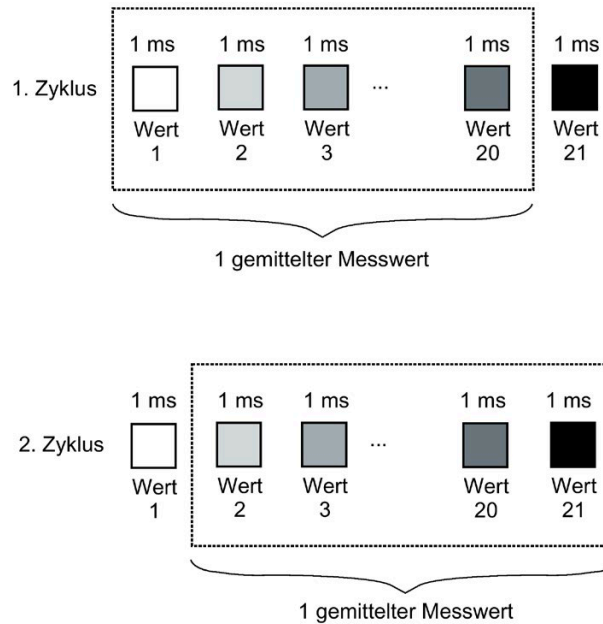 1 ms 1 ms 1 ms 1 ms 1 ms
1. Zyklus ...
Wert Wert Wert Wert Wert
1 2 3 20 21
1 gemittelter Messwert
1 ms 1 ms 1 ms 1 ms 1 ms
2. Zyklus ...
Wert Wert Wert Wert Wert
1 2 3 20 21
1 gemittelter Messwert